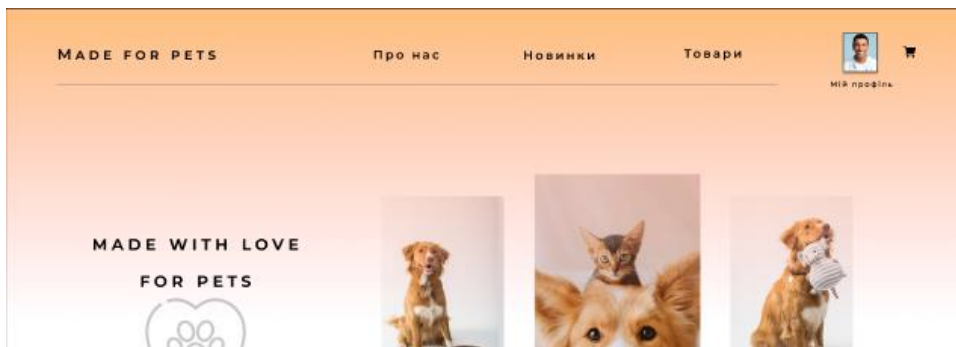 MADE FOR PETS
Про нас
Новинки
Товари
Мій профіль
MADE WITH LOVE
FOR PETS